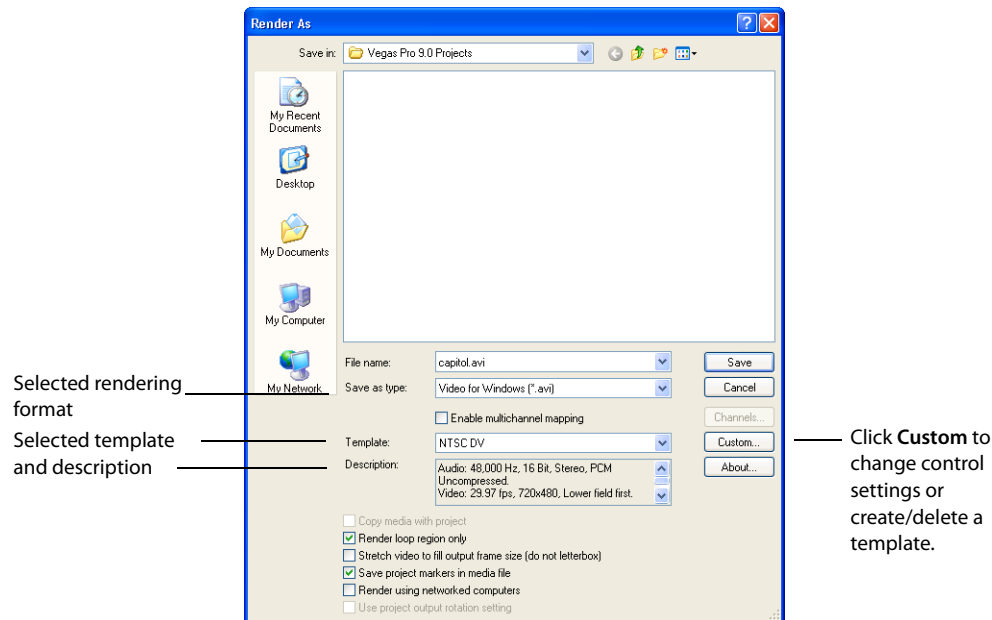 Render As
Save in:
Vegas Pro 9.0 Projects
My Recent
Documents
Desktop
My Documents
My Computer
My Network
File name:
capitol.avi
Save
Save as type:
Video for Windows (*.avi)
Cancel
Enable multichannel mapping
Channels...
Template:
NTSC DV
Custom...
Description:
Audio: 48,000 Hz, 16 Bit, Stereo, PCM
Uncompressed.
Video: 29.97 fps, 720x480, Lower field first.
About...
Copy media with project
Render loop region only
Stretch video to fill output frame size (do not letterbox)
Save project markers in media file
Render using networked computers
Use project output rotation setting
Selected rendering
format
Selected template
and description
Click Custom to
change control
settings or
create/delete a
template.